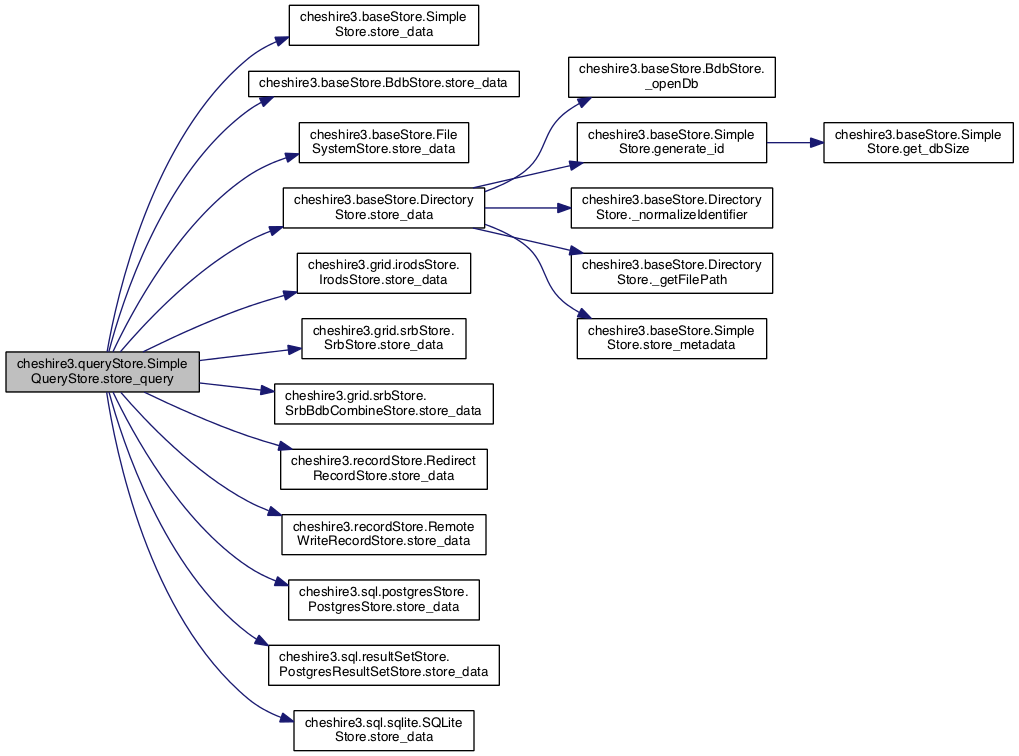 cheshire3.queryStore.Simple
QueryStore.store_query
cheshire3.baseStore.Simple
Store.store_data
cheshire3.baseStore.BdbStore.store_data
cheshire3.baseStore.File
SystemStore.store_data
cheshire3.baseStore.Directory
Store.store_data
cheshire3.grid.irodsStore.
IrodsStore.store_data
cheshire3.grid.srbStore.
SrbStore.store_data
cheshire3.grid.srbStore.
SrbBdbCombineStore.store_data
cheshire3.recordStore.Redirect
RecordStore.store_data
cheshire3.recordStore.Remote
WriteRecordStore.store_data
cheshire3.sql.postgresStore.
PostgresStore.store_data
cheshire3.sql.resultSetStore.
PostgresResultSetStore.store_data
cheshire3.sql.sqlite.SQLite
Store.store_data
cheshire3.baseStore.BdbStore.
_openDb
cheshire3.baseStore.Simple
Store.generate_id
cheshire3.baseStore.Directory
Store._normalizeIdentifier
cheshire3.baseStore.Directory
Store._getFilePath
cheshire3.baseStore.Simple
Store.store_metadata
cheshire3.baseStore.Simple
Store.get_dbSize